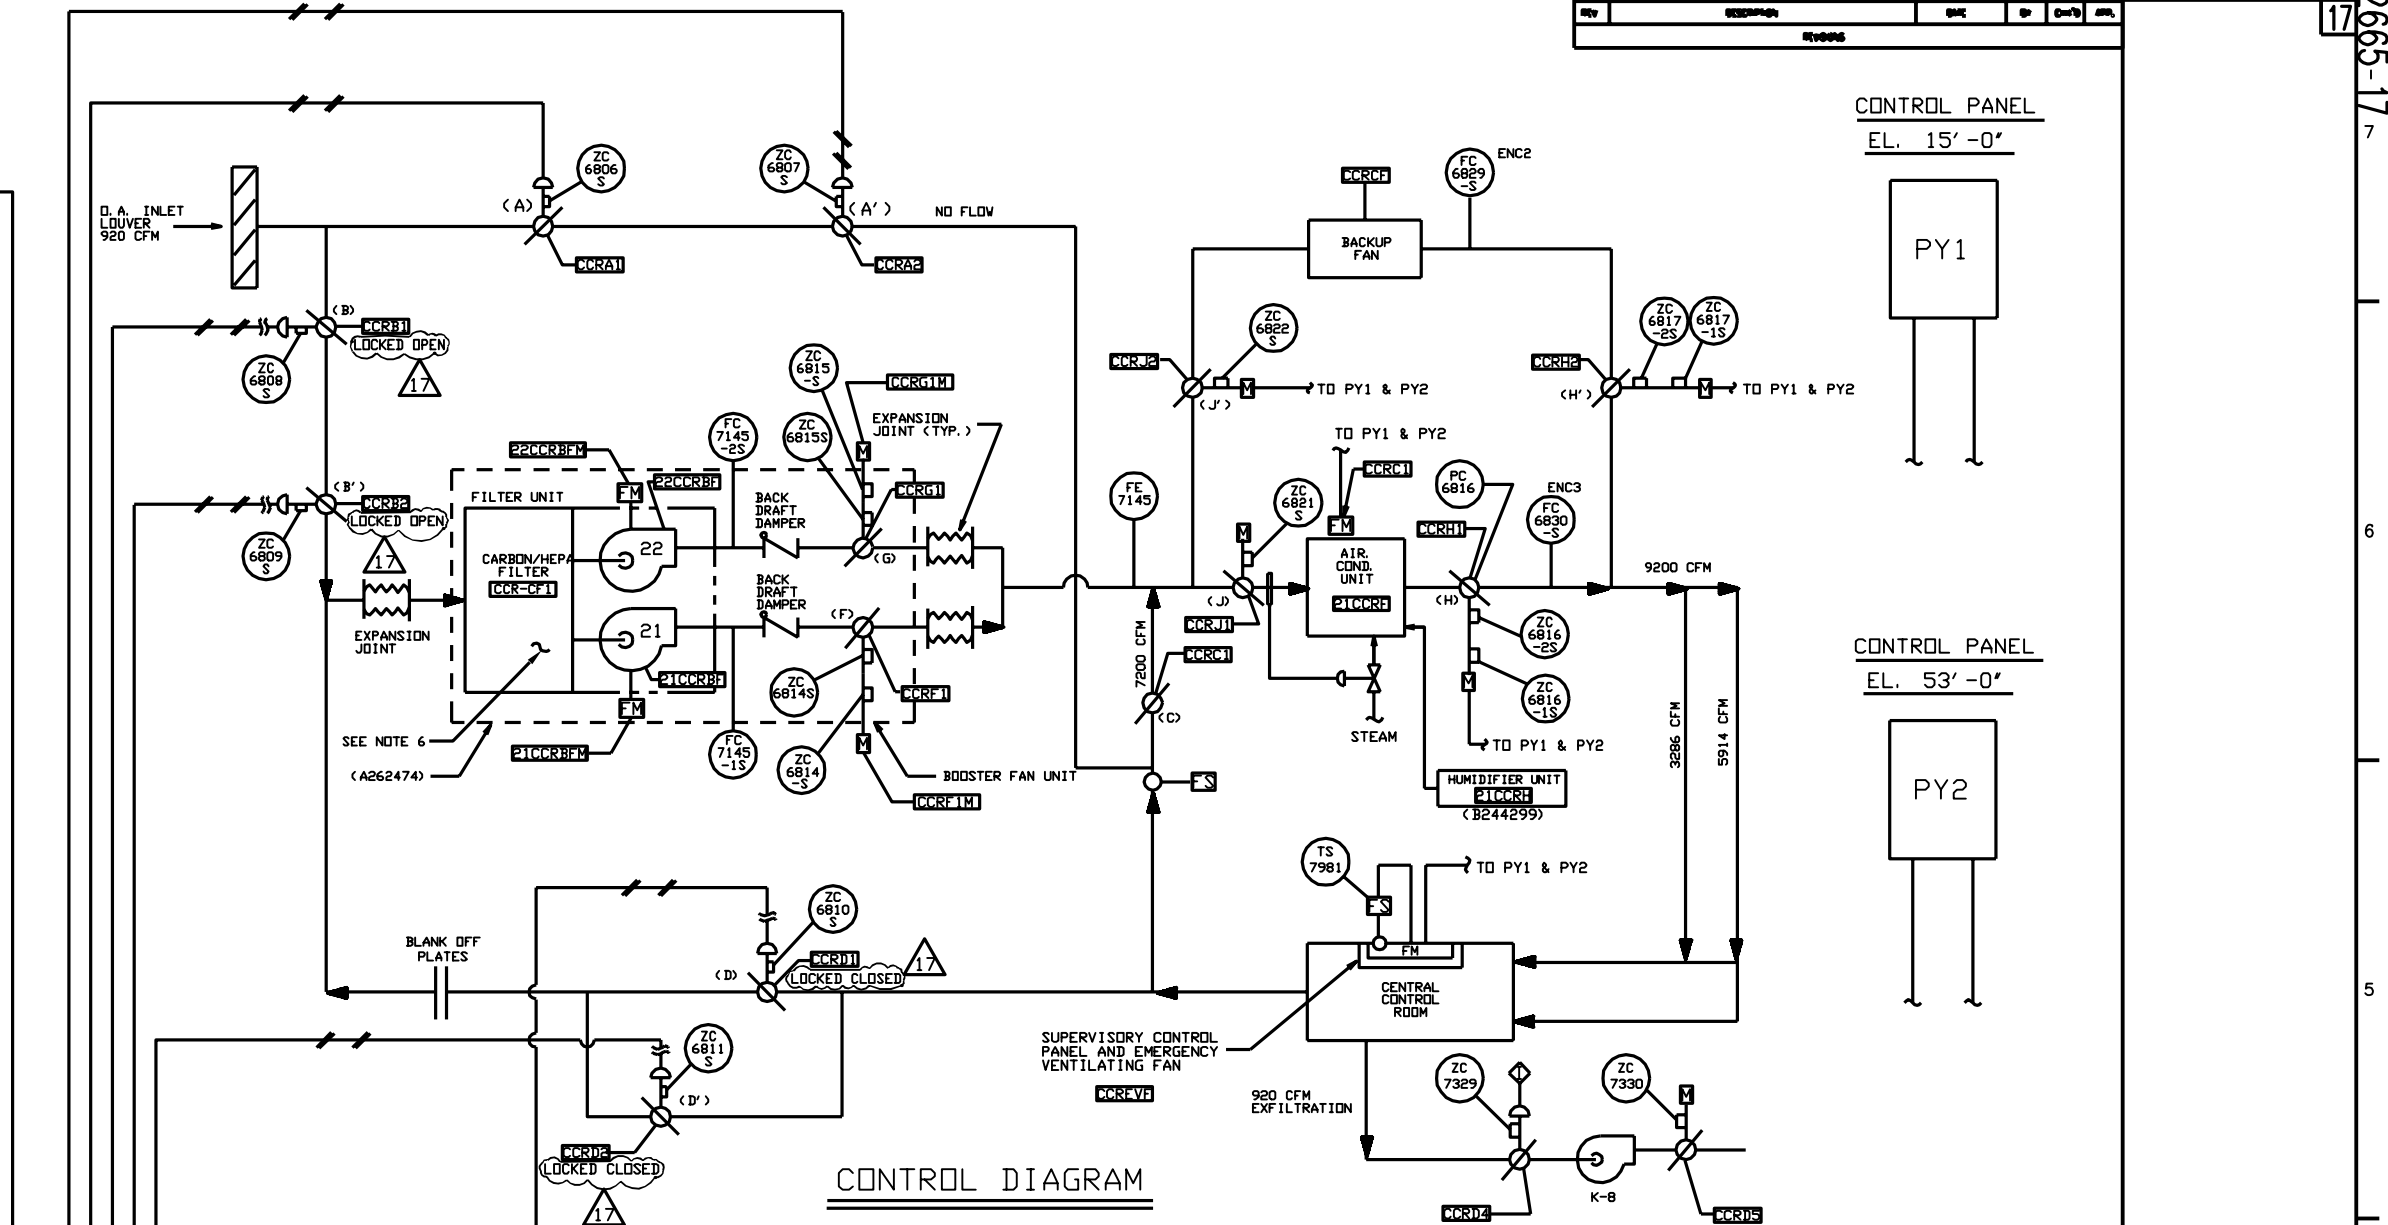 REVISIONS
17
2665-17
7
6
5
CONTROL PANEL
EL. 15'-0"
PY1
CONTROL PANEL
EL. 53'-0"
PY2
O.A. INLET
LOUVER
920 CFM
ZC
6806
S
(A)
CCRA1
ZC
6807
S
(A')
CCRA2
NO FLOW
(B)
CCRB1
LOCKED OPEN
17
ZC
6808
S
(B')
CCRB2
LOCKED OPEN
17
ZC
6809
S
EXPANSION
JOINT
FILTER UNIT
CARBON/HEPA
FILTER
CCR-CF1
22CCRBFM
FM
22CCRBF
22
21
21CCRBF
FM
21CCRBFM
SEE NOTE 6
(A262474)
FC
7145
-2S
BACK
DRAFT
DAMPER
BACK
DRAFT
DAMPER
FC
7145
-1S
ZC
6815
-S
ZC
6815S
CCRG1M
M
CCRG1
(G)
EXPANSION
JOINT (TYP.)
(F)
ZC
6814S
ZC
6814
-S
CCRF1
M
CCRF1M
BOOSTER FAN UNIT
CCRCF
BACKUP
FAN
FC
6829
-S
ENC2
CCRJ2
(J')
ZC
6822
S
M
TO PY1 & PY2
CCRH2
(H')
ZC
6817
-2S
ZC
6817
-1S
M
TO PY1 & PY2
FE
7145
TO PY1 & PY2
CCRC1
FM
ZC
6821
S
M
(J)
CCRJ1
AIR.
COND.
UNIT
21CCRF
PC
6816
CCRH1
(H)
ENC3
FC
6830
-S
9200 CFM
ZC
6816
-2S
ZC
6816
-1S
M
TO PY1 & PY2
STEAM
HUMIDIFIER UNIT
21CCRH
(B244299)
7200 CFM
CCRC1
(C)
FS
3286 CFM
5914 CFM
TS
7981
FS
FM
TO PY1 & PY2
CENTRAL
CONTROL
ROOM
SUPERVISORY CONTROL
PANEL AND EMERGENCY
VENTILATING FAN
CCREVF
920 CFM
EXFILTRATION
BLANK OFF
PLATES
ZC
6810
S
(D)
CCRD1
LOCKED CLOSED
17
ZC
6811
S
(D')
CCRD2
LOCKED CLOSED
17
ZC
7329
CCRD4
K-8
ZC
7330
M
CCRD5
CONTROL DIAGRAM